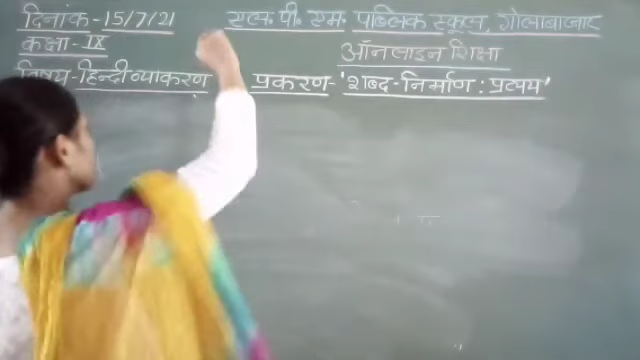 दिनांक-15/7/21 एस. पी. एम. पब्लिक स्कूल, गोलाबाजार
कक्षा-IX ऑनलाइन शिक्षा
विषय-हिन्दी व्याकरण, प्रकरण-'शब्द-निर्माण : प्रत्यय'